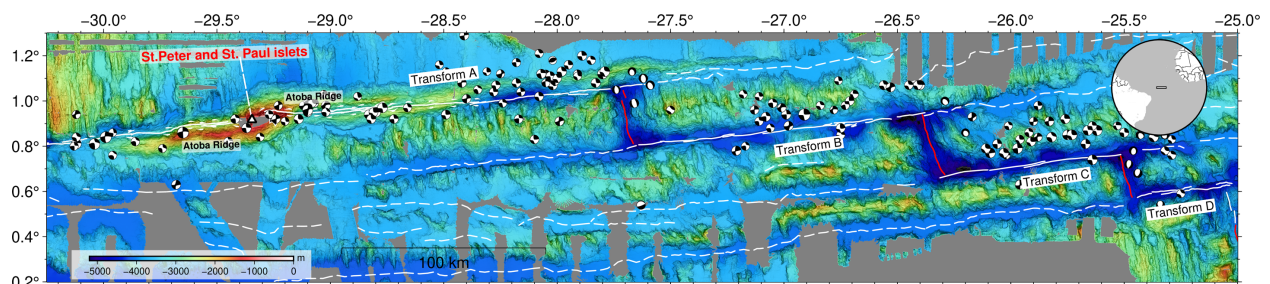 −30.0° −29.5° −29.0° −28.5° −28.0° −27.5° −27.0° −26.5° −26.0° −25.5° −25.0°
1.2°
St.Peter and St. Paul islets
Transform A
Atoba Ridge
1.0°
Atoba Ridge
Transform B
0.8°
Transform C
0.6°
Transform D
0.4°
100 km
m
−5000 −4000 −3000 −2000 −1000 0
0.2°